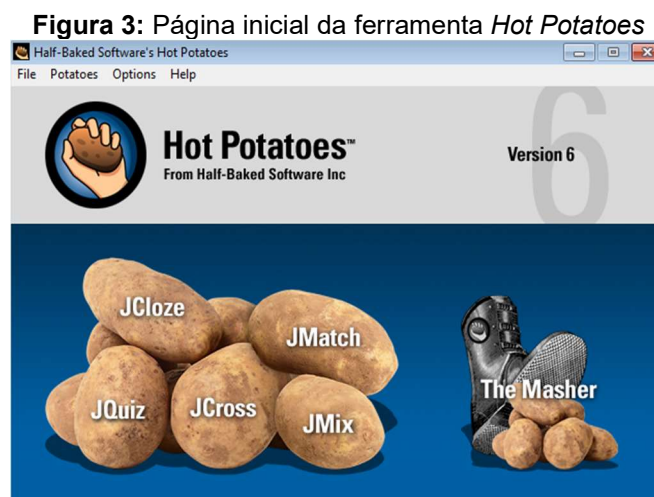 Figura 3: Página inicial da ferramenta Hot Potatoes
Half-Baked Software's Hot Potatoes
File Potatoes Options Help
6
Hot Potatoes™
From Half-Baked Software Inc
Version 6
JCloze
JMatch
JQuiz
JCross
JMix
The Masher